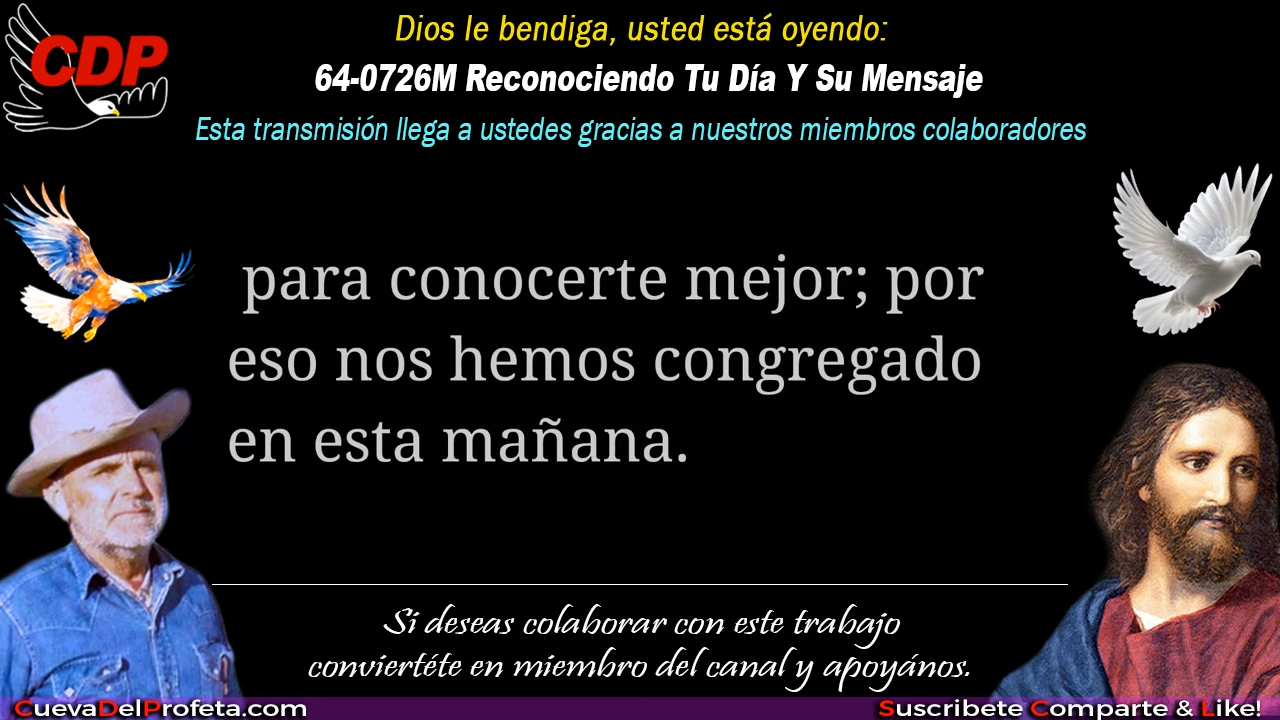 CDP
Dios le bendiga, usted está oyendo:
64-0726M Reconociendo Tu Día Y Su Mensaje
Esta transmisión llega a ustedes gracias a nuestros miembros colaboradores
para conocerte mejor; por
eso nos hemos congregado
en esta mañana.
Si deseas colaborar con este trabajo
conviertéte en miembro del canal y apoyános.
CuevaDelProfeta.com
Suscribete Comparte & Like!